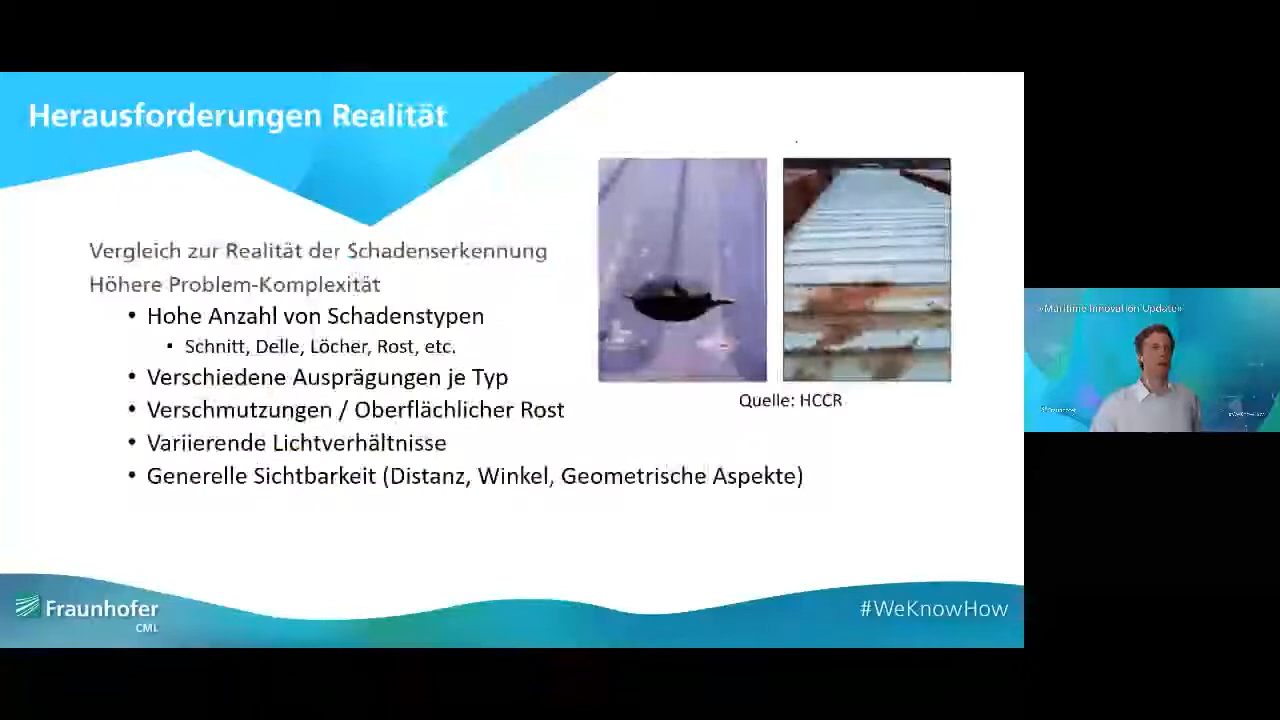 Herausforderungen Realität
Vergleich zur Realität der Schadenserkennung
Höhere Problem-Komplexität
• Hohe Anzahl von Schadenstypen
• Schnitt, Delle, Löcher, Rost, etc.
• Verschiedene Ausprägungen je Typ
• Verschmutzungen / Oberflächlicher Rost
• Variierende Lichtverhältnisse
• Generelle Sichtbarkeit (Distanz, Winkel, Geometrische Aspekte)
Quelle: HCCR
Fraunhofer
CML
#WeKnowHow
»Maritime Innovation Update«
Fraunhofer
#WeKnowHow